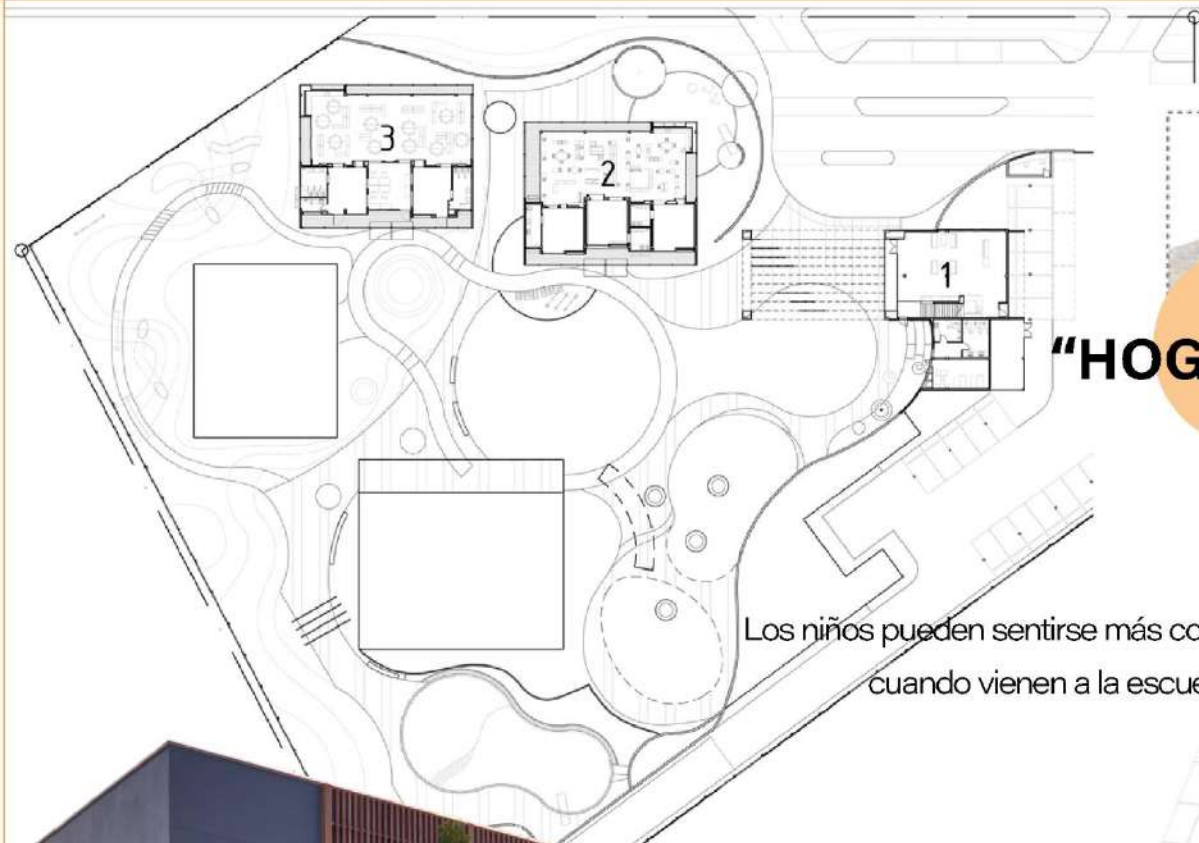 3
2
1
“HOG
Los niños pueden sentirse más co
cuando vienen a la escue